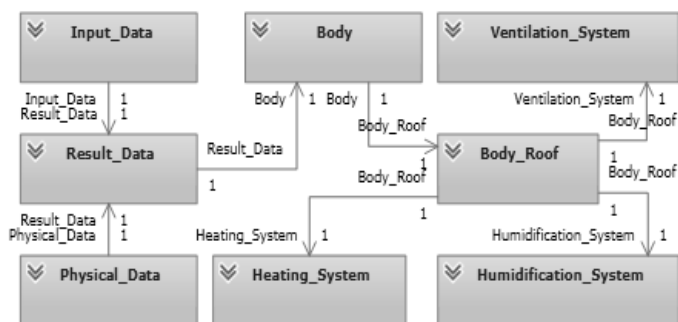 Input_Data
Body
Ventilation_System
Input_Data 1
Result_Data 1
Body 1
Body 1
Ventilation_System 1
Body_Roof
Body_Roof
Result_Data
Result_Data
1
1
Body_Roof
1
Body_Roof
Body_Roof
1
Result_Data 1
Physical_Data 1
1
Heating_System 1
Humidification_System 1
Physical_Data
Heating_System
Humidification_System